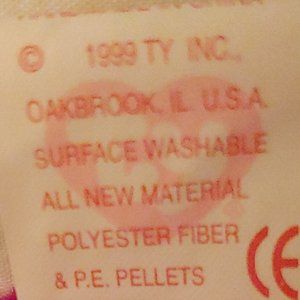 © 1999 TY INC.,
OAKBROOK, IL. U.S.A.
SURFACE WASHABLE
ALL NEW MATERIAL
POLYESTER FIBER
& P.E. PELLETS CE